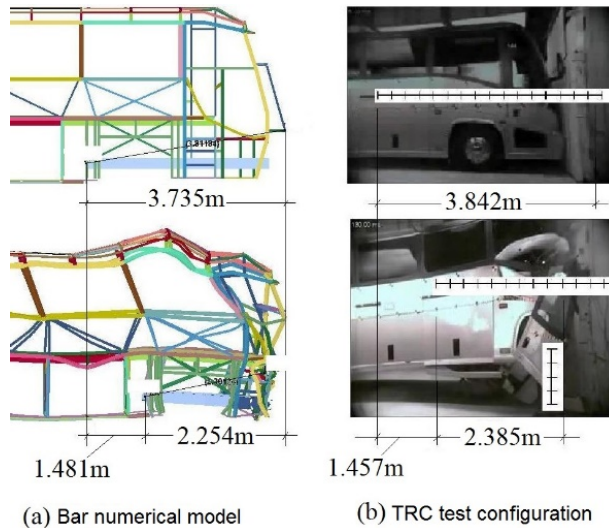 3.735m
3.842m
2.254m
1.481m
2.385m
1.457m
(a) Bar numerical model
(b) TRC test configuration